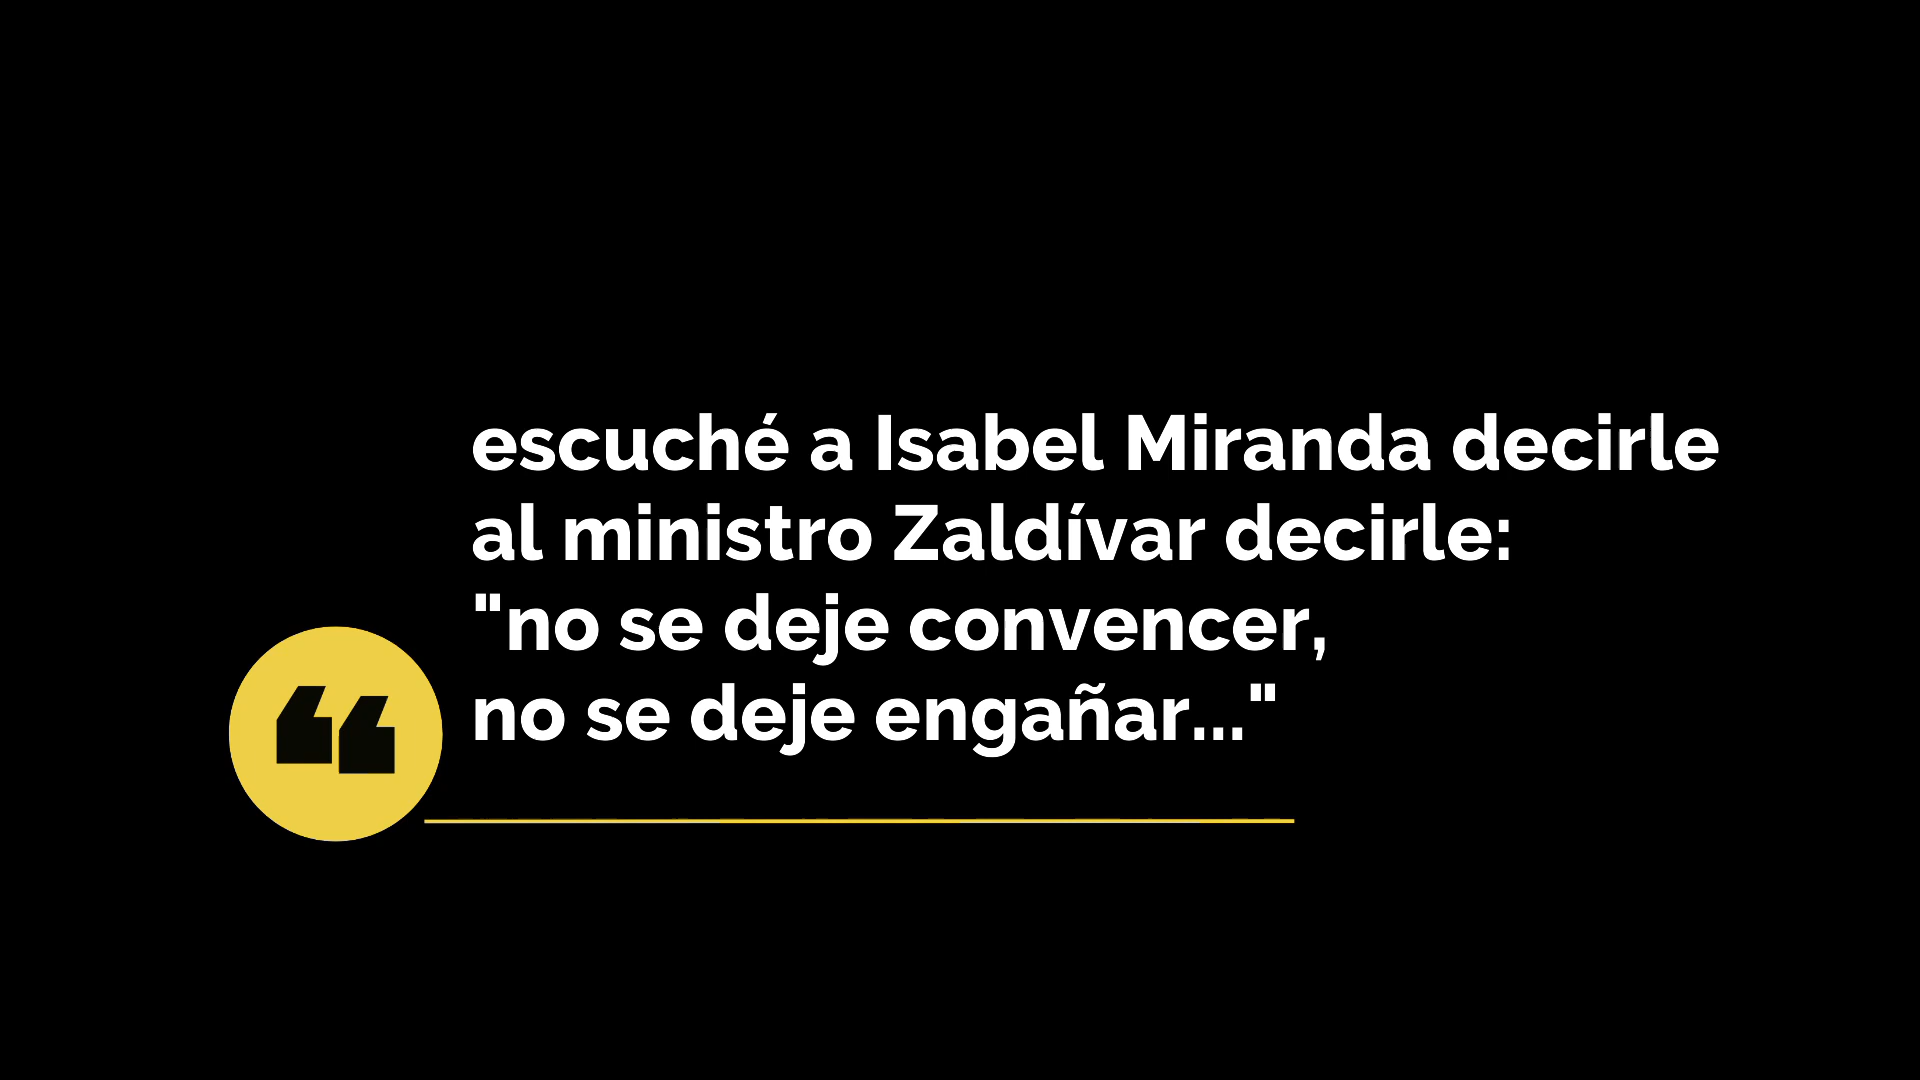 escuché a Isabel Miranda decirle
al ministro Zaldívar decirle:
"no se deje convencer,
no se deje engañar..."